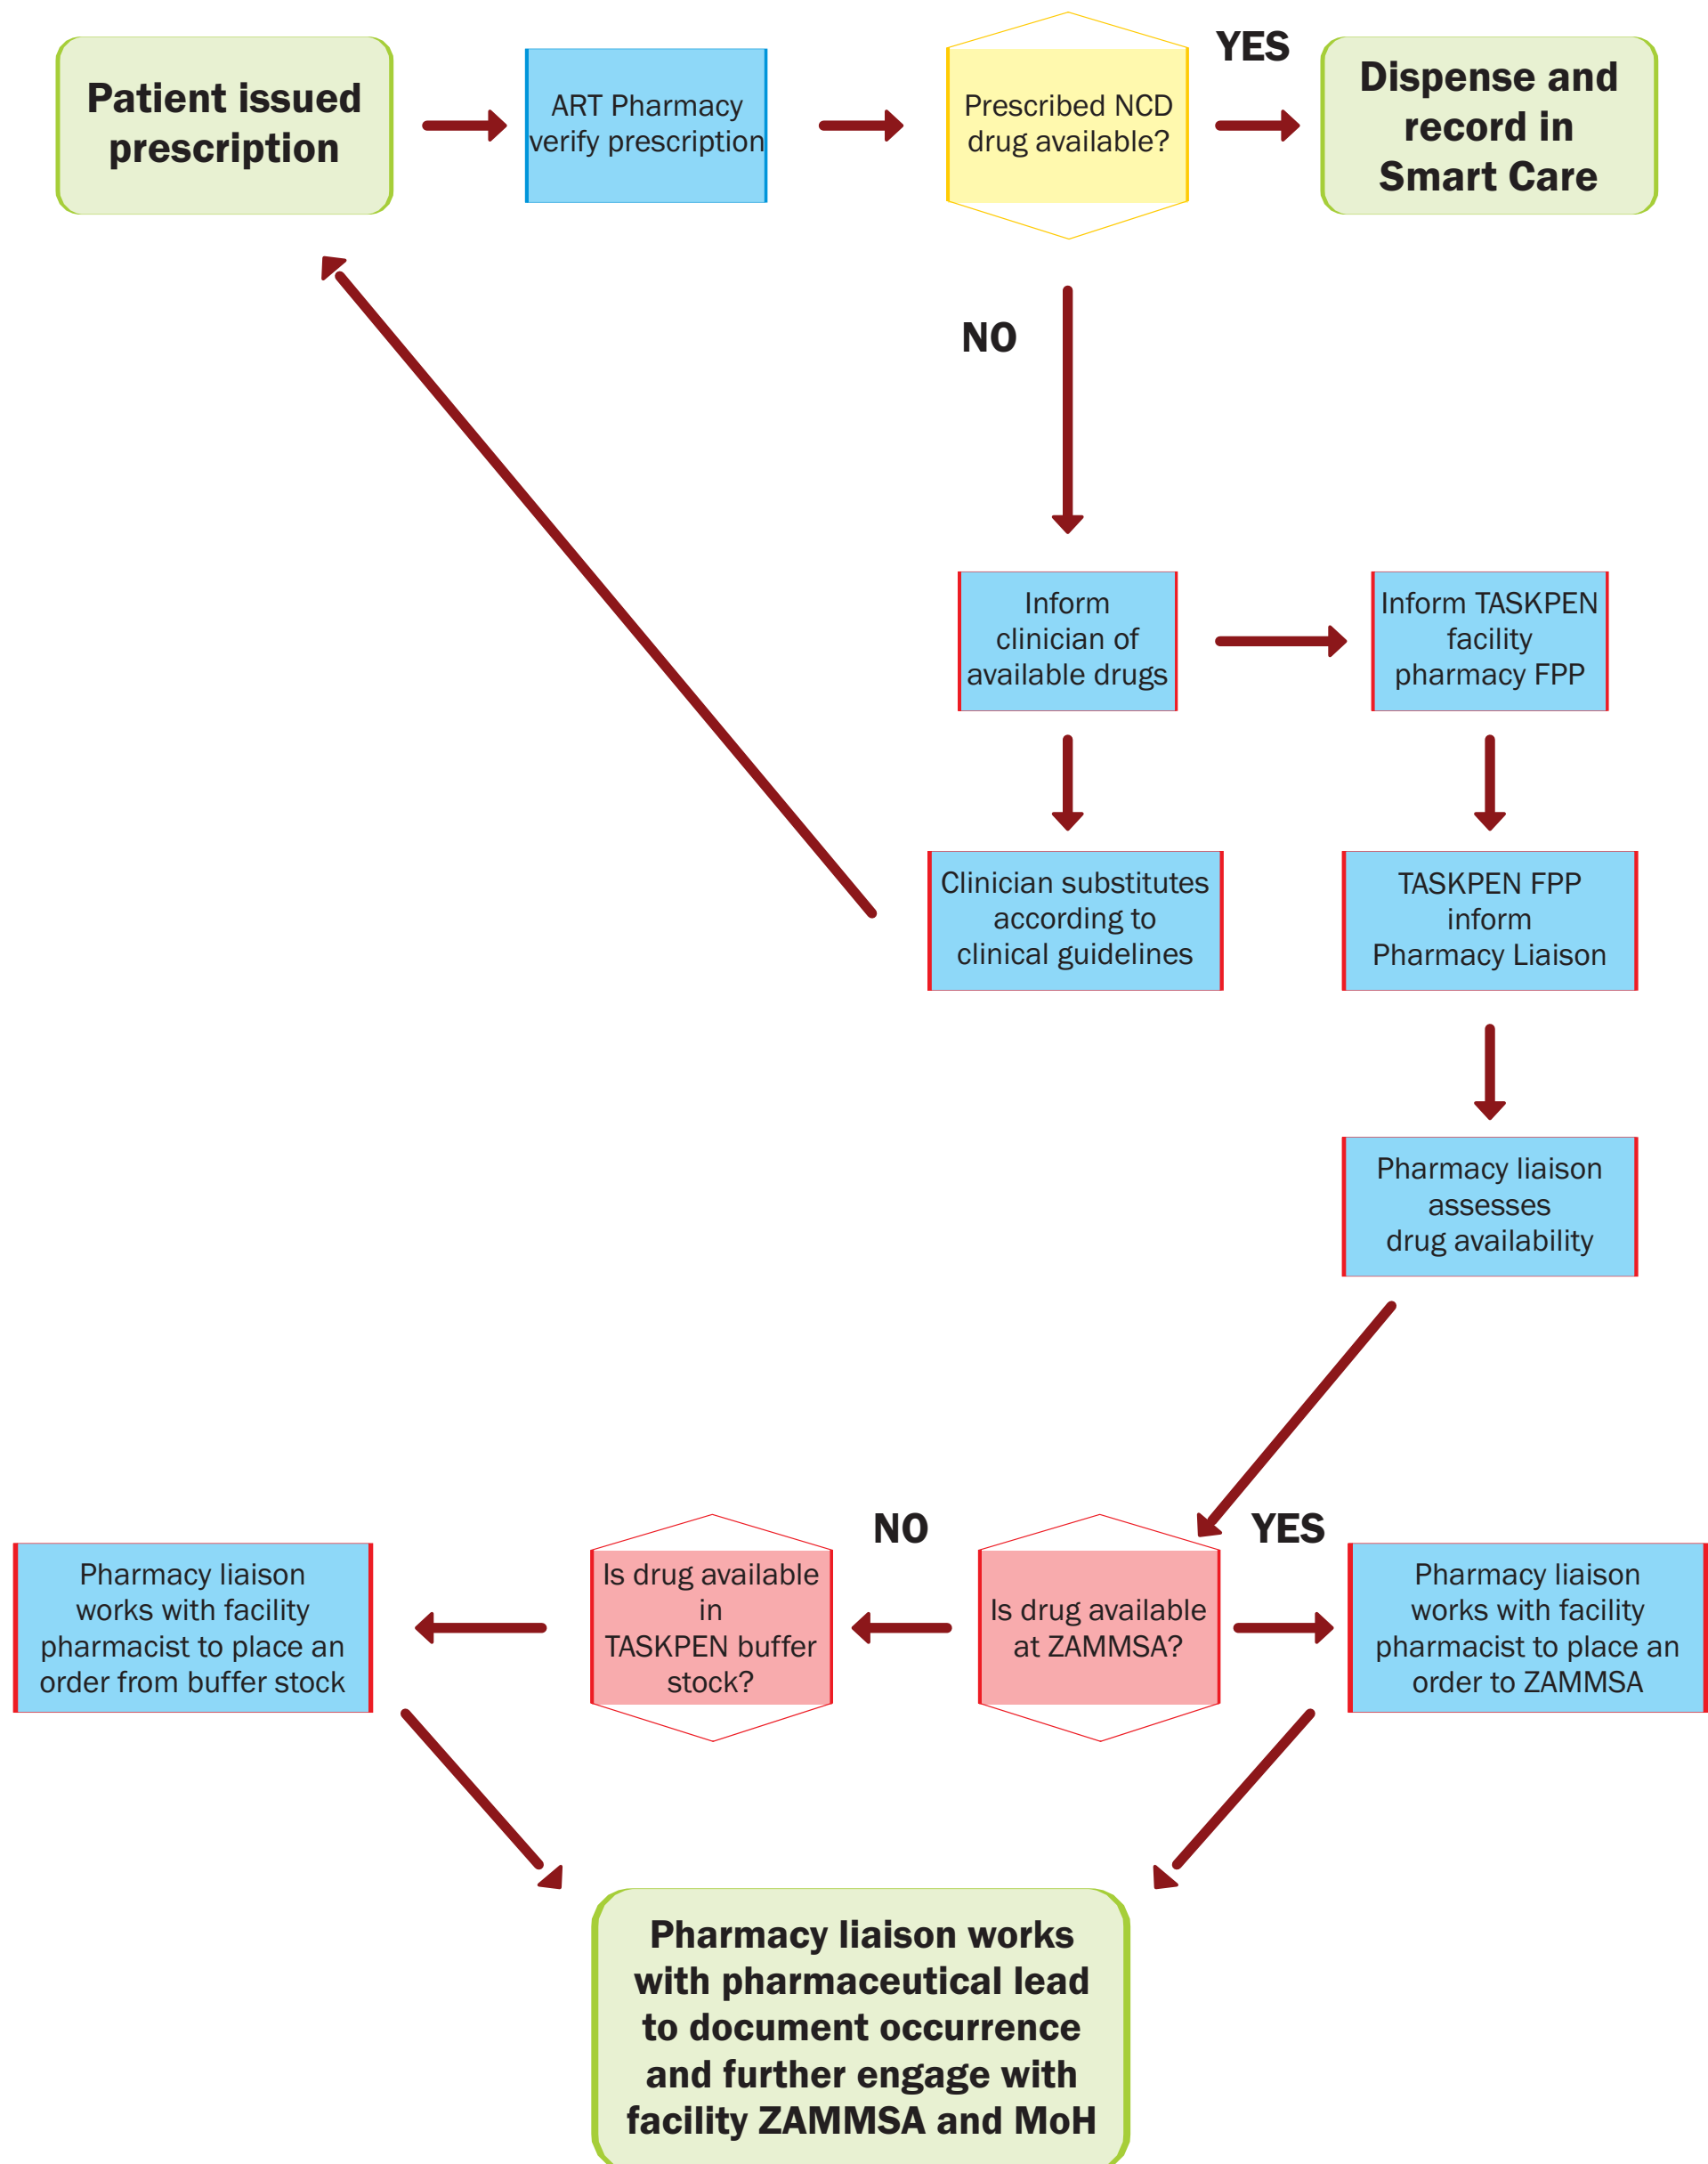 Patient issued
prescription
ART Pharmacy
verify prescription
Prescribed NCD
drug available?
YES
Dispense and
record in
Smart Care
NO
Inform
clinician of
available drugs
Inform TASKPEN
facility
pharmacy FPP
Clinician substitutes
according to
clinical guidelines
TASKPEN FPP
inform
Pharmacy Liaison
Pharmacy liaison
assesses
drug availability
Pharmacy liaison
works with facility
pharmacist to place an
order from buffer stock
Is drug available
in
TASKPEN buffer
stock?
NO
Is drug available
at ZAMMSA?
YES
Pharmacy liaison
works with facility
pharmacist to place an
order to ZAMMSA
Pharmacy liaison works
with pharmaceutical lead
to document occurrence
and further engage with
facility ZAMMSA and MoH